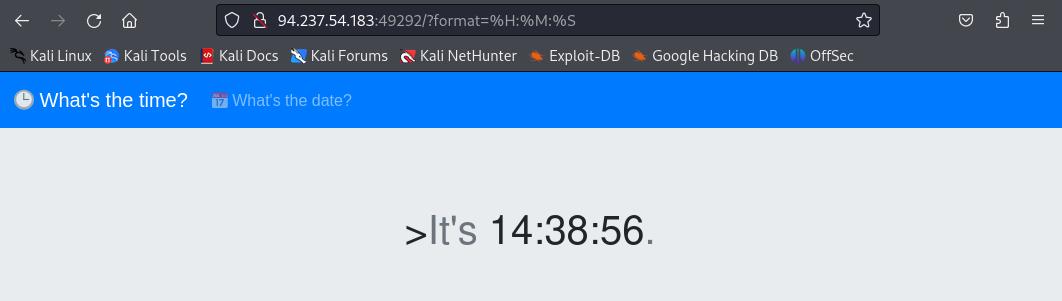 94.237.54.183:49292/?format=%H:%M:%S
Kali Linux Kali Tools Kali Docs Kali Forums Kali NetHunter Exploit-DB Google Hacking DB OffSec
What's the time? What's the date?
>It's 14:38:56.